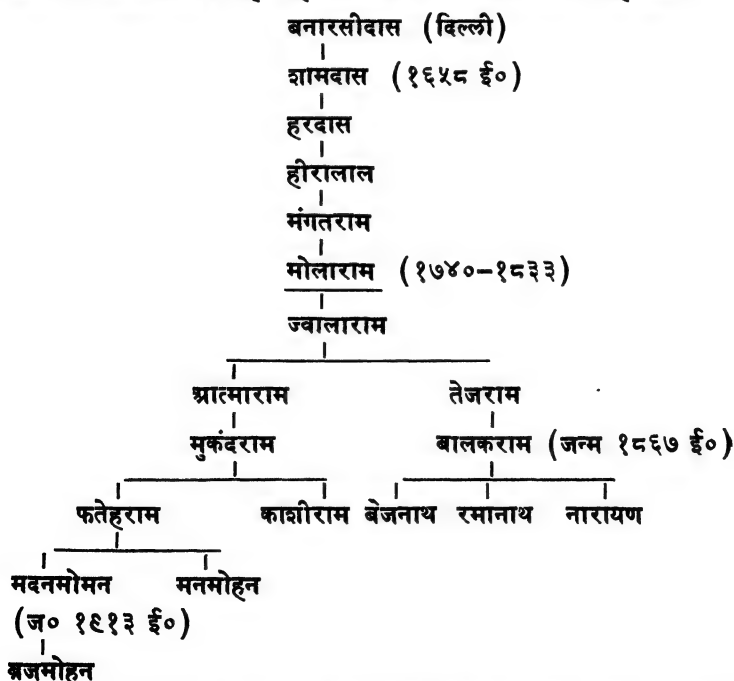 बनारसीदास (दिल्ली)
शामदास (१६५८ ई०)
हरदास
हीरालाल
मंगतराम
मोलाराम (१७४०-१८३३)
ज्वालाराम
आत्माराम तेजराम
मुकंदराम बालकराम (जन्म १८६७ ई०)
फतेहराम काशीराम बेजनाथ रमानाथ नारायण
मदनमोमन मनमोहन
(ज० १९१३ ई०)
ब्रजमोहन